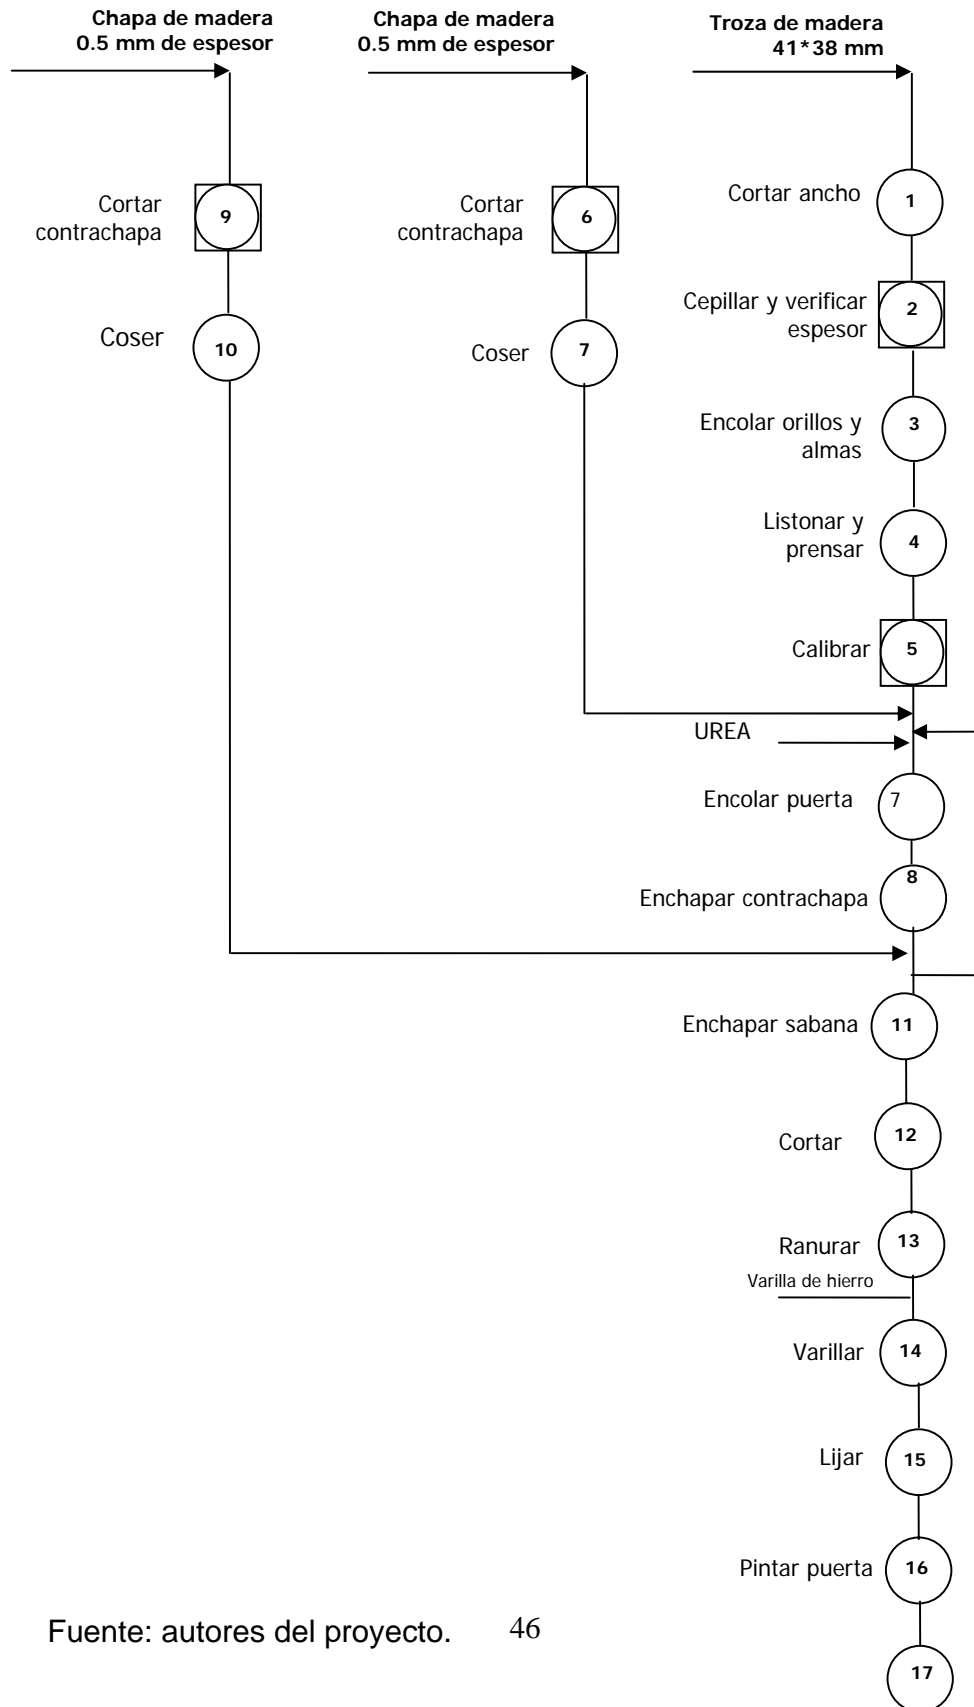 Chapa de madera
0.5 mm de espesor
Chapa de madera
0.5 mm de espesor
Troza de madera
41*38 mm
Cortar
contrachapa
9
Cortar
contrachapa
6
Cortar ancho
1
Cepillar y verificar
espesor
2
Coser
10
Coser
7
Encolar orillos y
almas
3
Listonar y
prensar
4
Calibrar
5
UREA
Encolar puerta
7
Enchapar contrachapa
8
Enchapar sabana
11
Cortar
12
Ranurar
13
Varilla de hierro
Varillar
14
Lijar
15
Pintar puerta
16
Fuente: autores del proyecto.
46
17